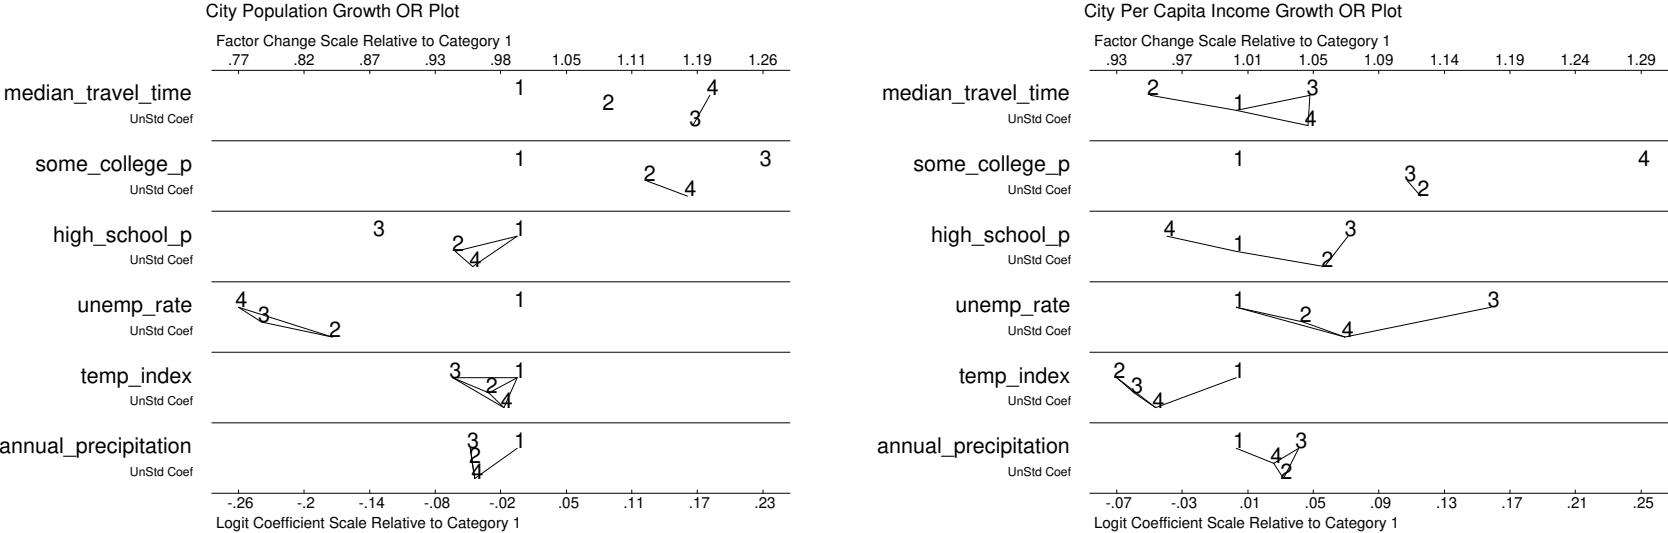 City Population Growth OR Plot
Factor Change Scale Relative to Category 1
.77 .82 .87 .93 .98 1.05 1.11 1.19 1.26
median_travel_time
UnStd Coef
1 2 3 4
some_college_p
UnStd Coef
1 2 4 3
high_school_p
UnStd Coef
3 2 4 1
unemp_rate
UnStd Coef
4 3 2 1
temp_index
UnStd Coef
3 2 4 1
annual_precipitation
UnStd Coef
3 2 4 1
-.26 -.2 -.14 -.08 -.02 .05 .11 .17 .23
Logit Coefficient Scale Relative to Category 1
City Per Capita Income Growth OR Plot
Factor Change Scale Relative to Category 1
.93 .97 1.01 1.05 1.09 1.14 1.19 1.24 1.29
median_travel_time
UnStd Coef
2 1 4 3
some_college_p
UnStd Coef
1 3 2 4
high_school_p
UnStd Coef
4 1 2 3
unemp_rate
UnStd Coef
1 2 4 3
temp_index
UnStd Coef
2 3 4 1
annual_precipitation
UnStd Coef
1 4 2 3
-.07 -.03 .01 .05 .09 .13 .17 .21 .25
Logit Coefficient Scale Relative to Category 1